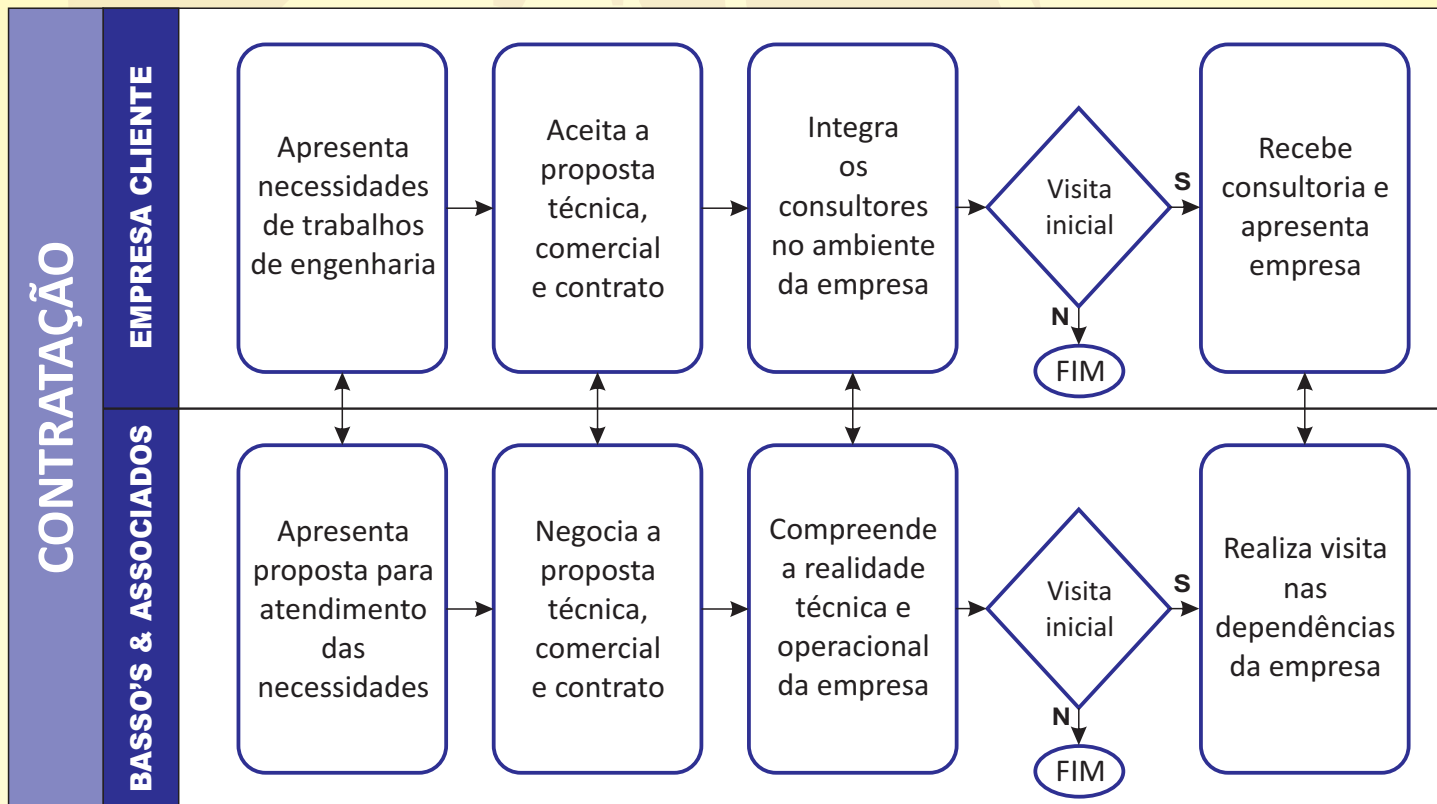 CONTRATAÇÃO
EMPRESA CLIENTE
Apresenta
necessidades
de trabalhos
de engenharia
Aceita a
proposta
técnica,
comercial
e contrato
Integra
os
consultores
no ambiente
da empresa
Visita
inicial
S
N
FIM
Recebe
consultoria e
apresenta
empresa
BASSO'S & ASSOCIADOS
Apresenta
proposta para
atendimento
das
necessidades
Negocia a
proposta
técnica,
comercial
e contrato
Compreende
a realidade
técnica e
operacional
da empresa
Visita
inicial
S
N
FIM
Realiza visita
nas
dependências
da empresa